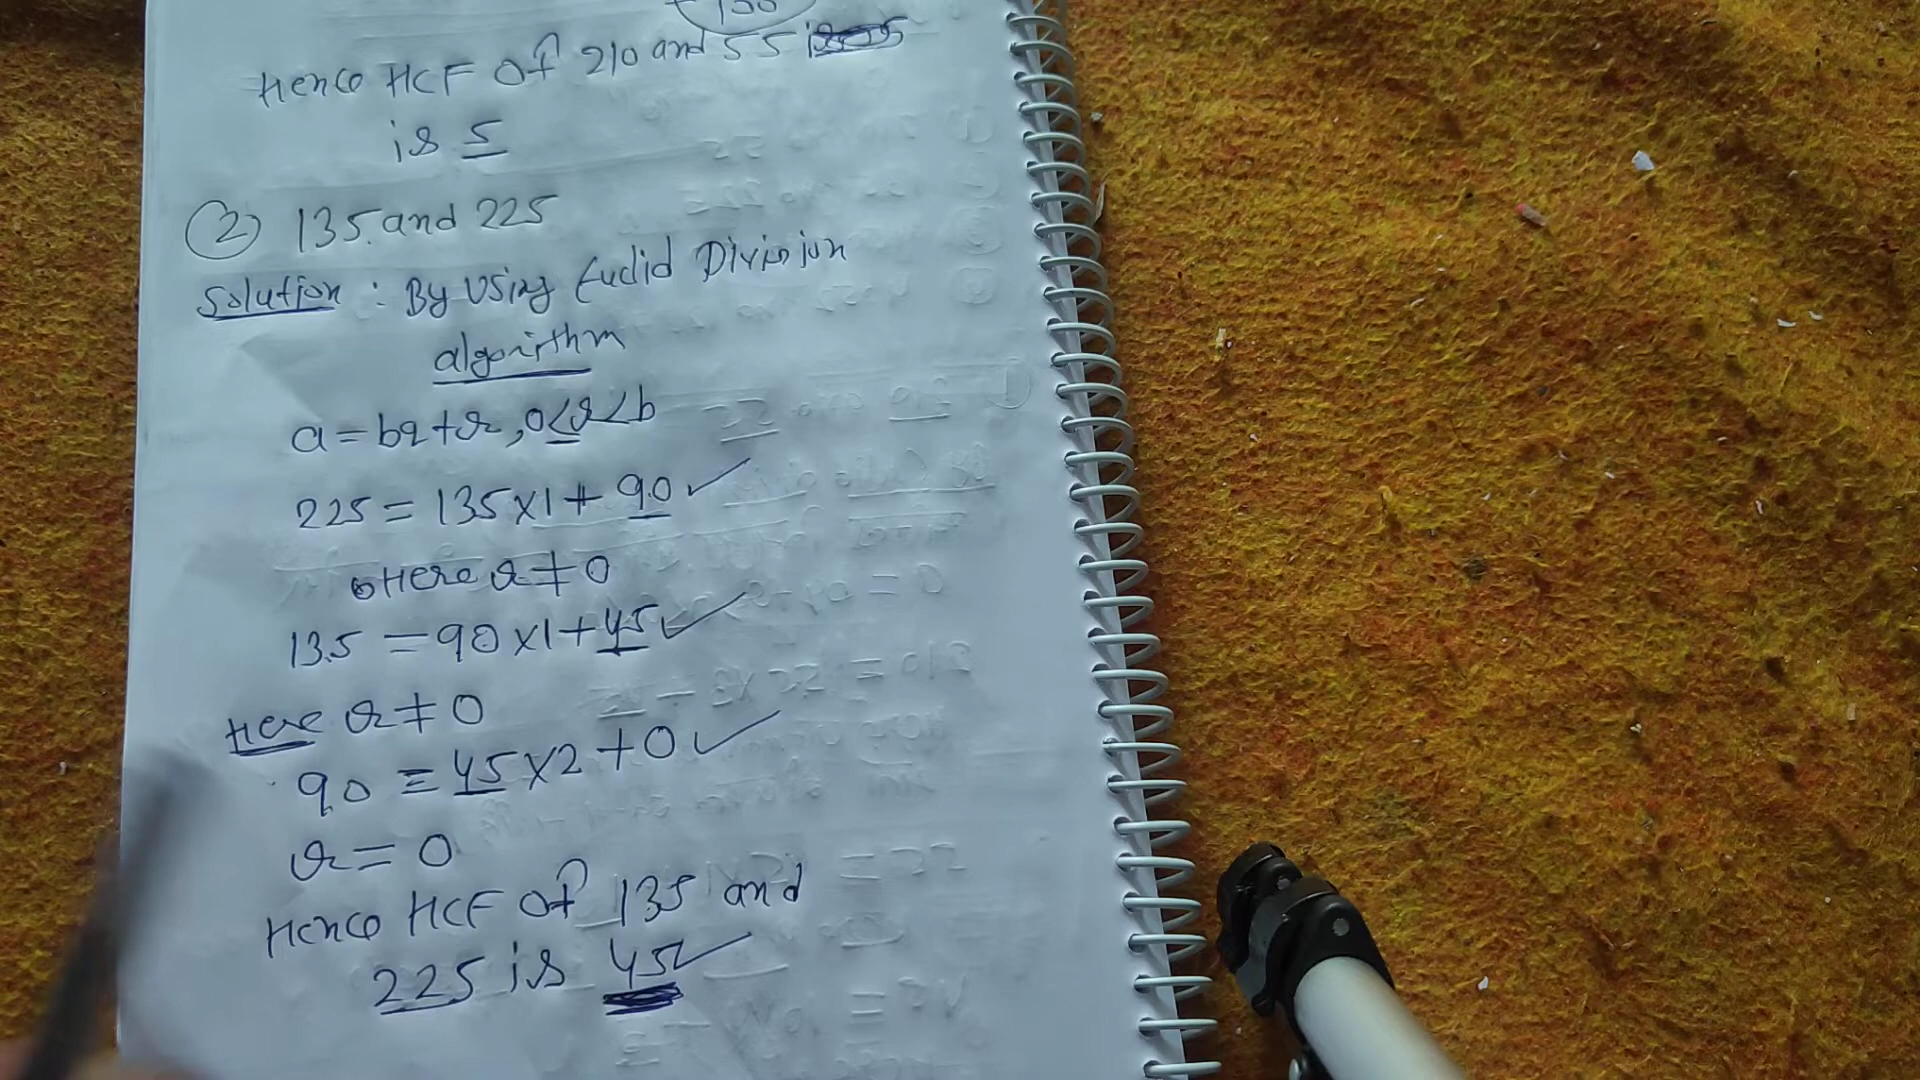 Hence HCF of 210 and 55
is 5
(2) 135 and 225
Solution : By Using Euclid Division
algorithm
a = bq + r, 0 ≤ r < b
225 = 135 x 1 + 90 ✓
Here r ≠ 0
135 = 90 x 1 + 45 ✓
Here r ≠ 0
90 = 45 x 2 + 0 ✓
r = 0
Hence HCF of 135 and
225 is 45 ✓